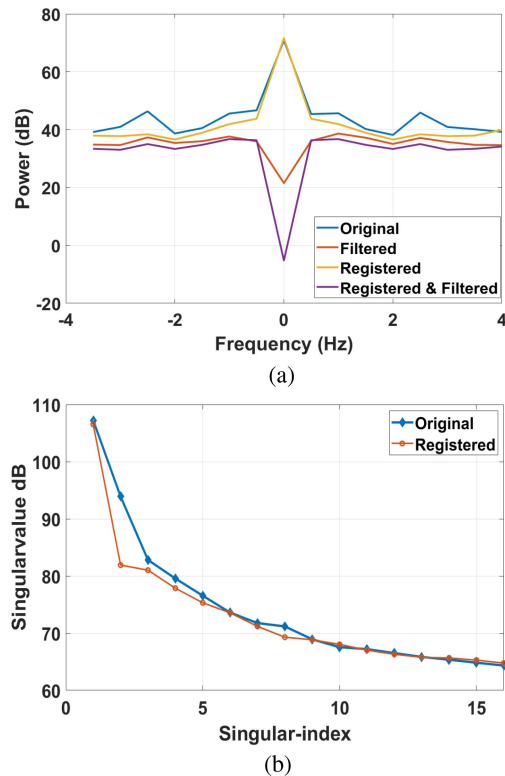 80
60
40
20
0
-20
Power (dB)
-4
-2
0
2
4
Frequency (Hz)
Original
Filtered
Registered
Registered & Filtered
(a)
110
100
90
80
70
60
Singularvalue dB
0
5
10
15
Singular-index
Original
Registered
(b)